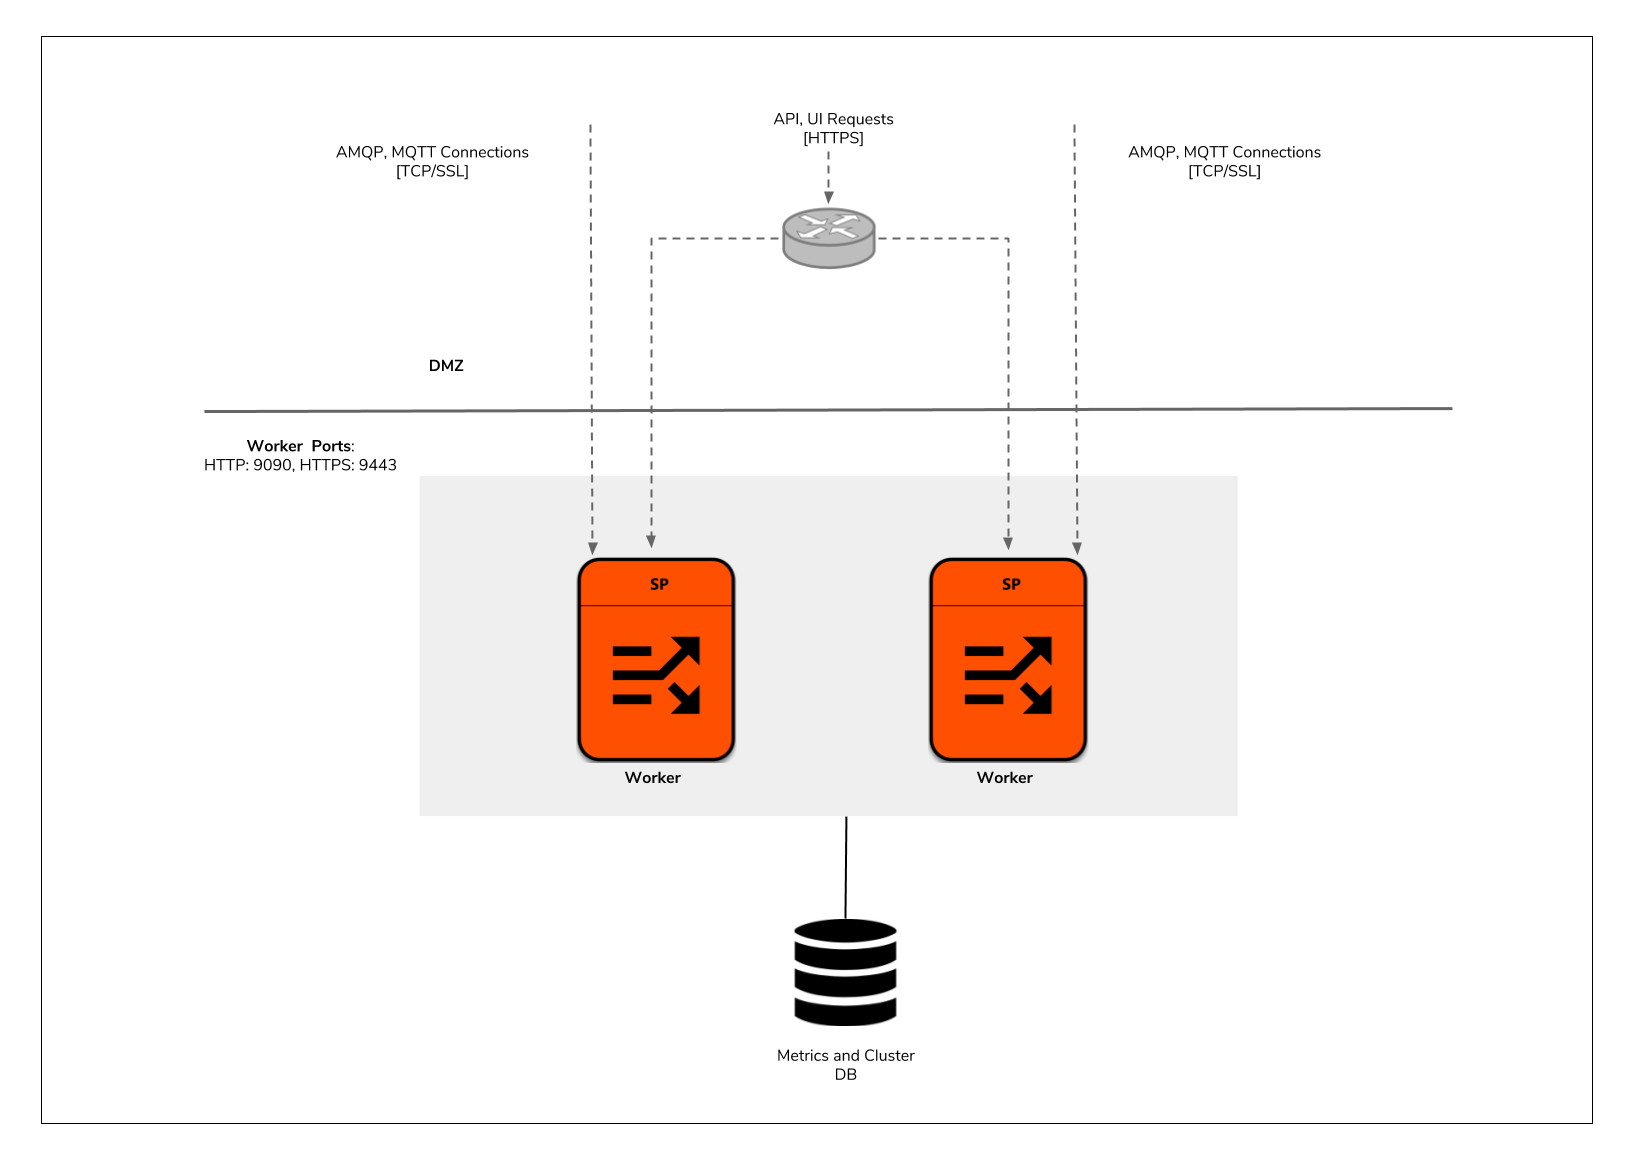 API, UI Requests
[HTTPS]
AMQP, MQTT Connections
[TCP/SSL]
AMQP, MQTT Connections
[TCP/SSL]
DMZ
Worker  Ports:
HTTP: 9090, HTTPS: 9443
SP
SP
Worker
Worker
Metrics and Cluster
DB